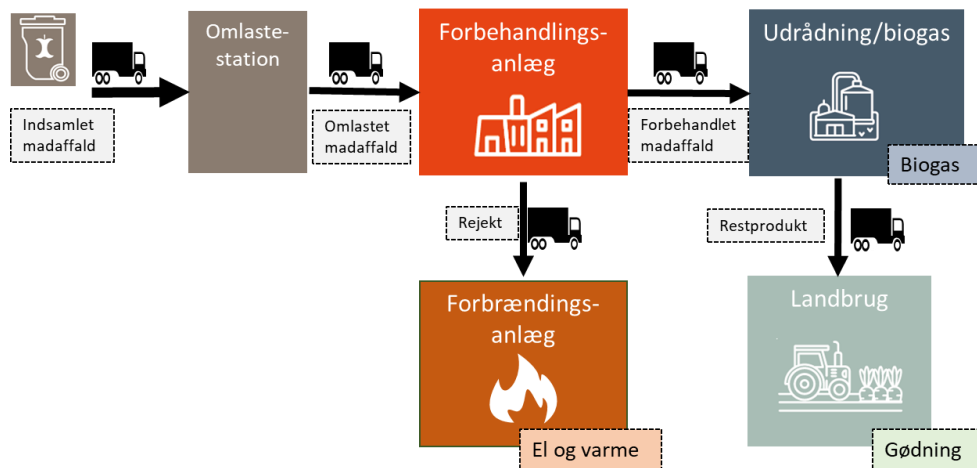 Omlaste-
station
Forbehandlings-
anlæg
Udrådning/biogas
Indsamlet
madaffald
Omlastet
madaffald
Forbehandlet
madaffald
Biogas
Rejekt
Restprodukt
Forbrændings-
anlæg
Landbrug
El og varme
Gødning